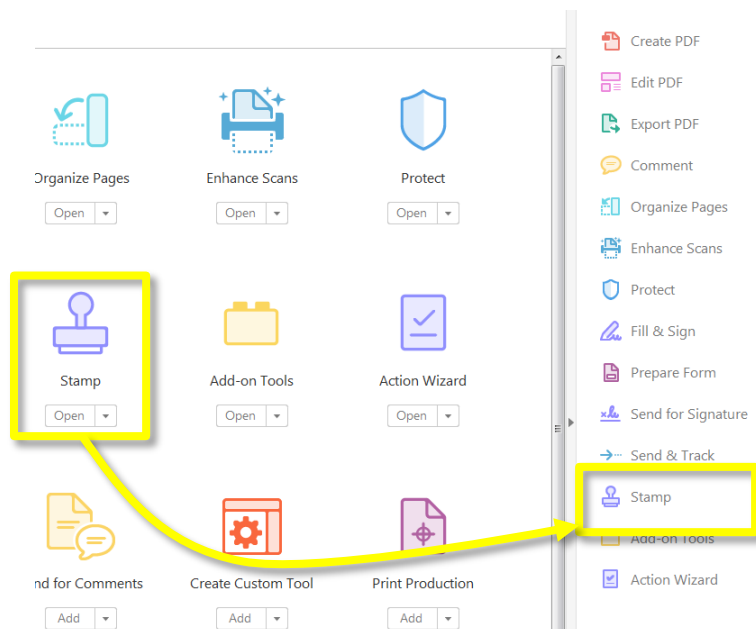 Organize Pages
Enhance Scans
Protect
Open
Open
Open
Stamp
Add-on Tools
Action Wizard
Open
Open
Open
nd for Comments
Create Custom Tool
Print Production
Add
Add
Add
Create PDF
Edit PDF
Export PDF
Comment
Organize Pages
Enhance Scans
Protect
Fill & Sign
Prepare Form
Send for Signature
Send & Track
Stamp
Add-on Tools
Action Wizard